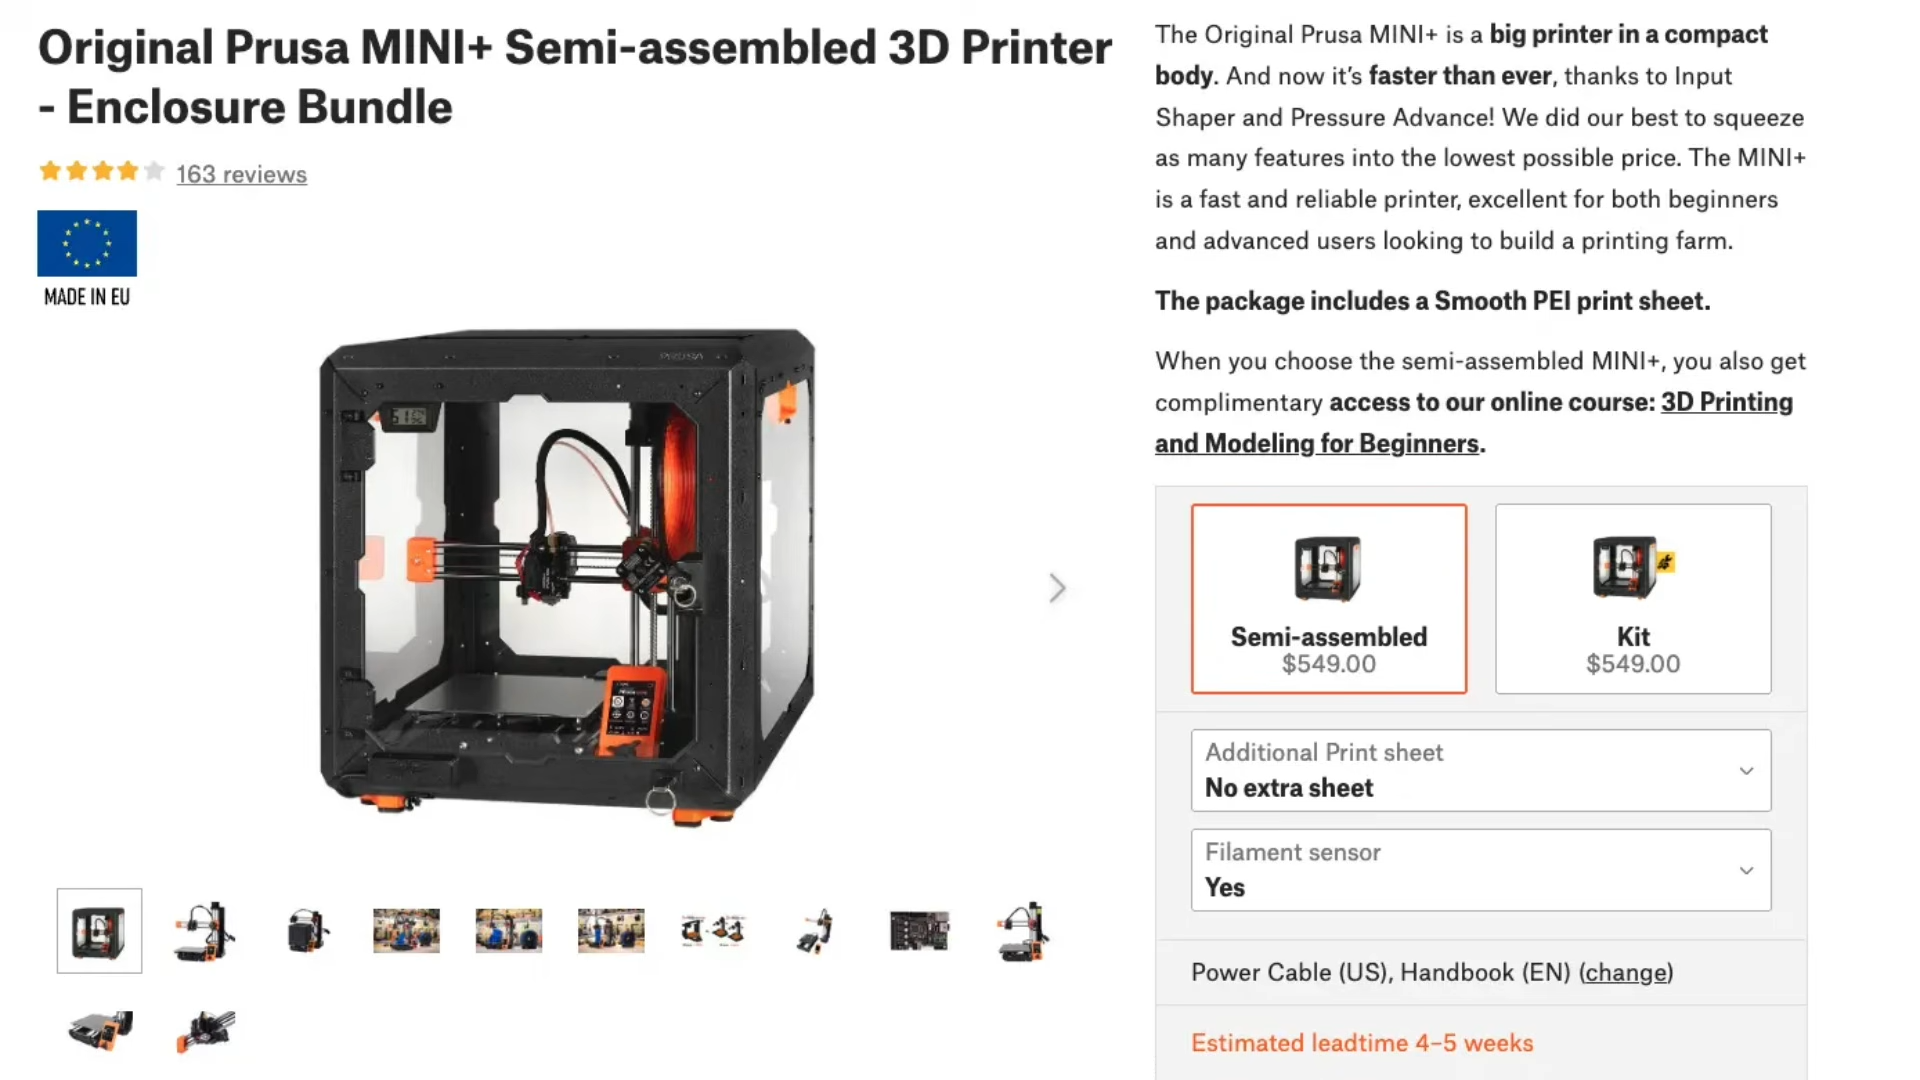 Original Prusa MINI+ Semi-assembled 3D Printer
- Enclosure Bundle
163 reviews
MADE IN EU
PRUSA
The Original Prusa MINI+ is a big printer in a compact
body. And now it’s faster than ever, thanks to Input
Shaper and Pressure Advance! We did our best to squeeze
as many features into the lowest possible price. The MINI+
is a fast and reliable printer, excellent for both beginners
and advanced users looking to build a printing farm.
The package includes a Smooth PEI print sheet.
When you choose the semi-assembled MINI+, you also get
complimentary access to our online course: 3D Printing
and Modeling for Beginners.
Semi-assembled
$549.00
Kit
$549.00
Additional Print sheet
No extra sheet
Filament sensor
Yes
Power Cable (US), Handbook (EN) (change)
Estimated leadtime 4–5 weeks